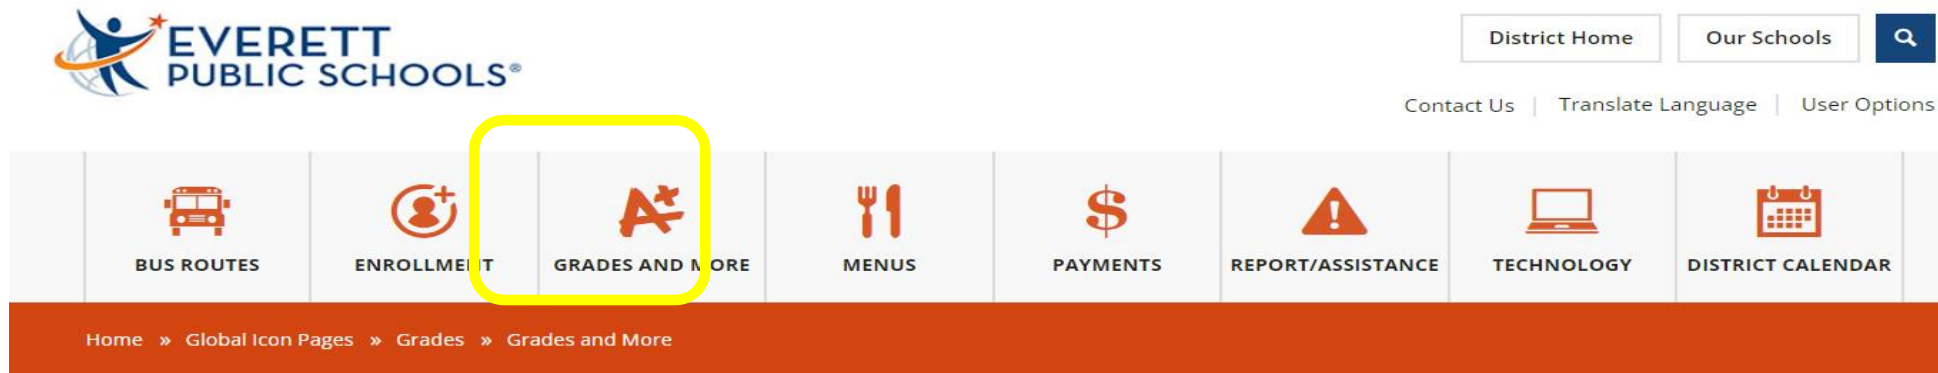 EVERETT
PUBLIC SCHOOLS®
District Home
Our Schools
Contact Us | Translate Language | User Options
BUS ROUTES
ENROLLMENT
GRADES AND MORE
MENUS
PAYMENTS
REPORT/ASSISTANCE
TECHNOLOGY
DISTRICT CALENDAR
Home » Global Icon Pages » Grades » Grades and More